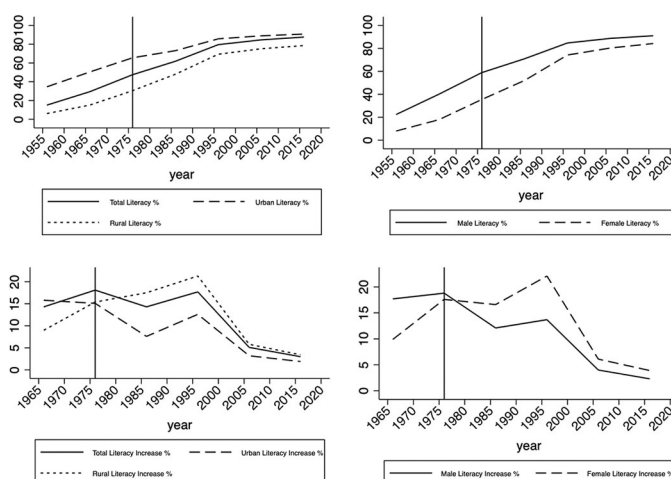 0 20 40 60 80 100
1955 1960 1965 1970 1975 1980 1985 1990 1995 2000 2005 2010 2015 2020
year
Total Literacy % Urban Literacy %
Rural Literacy %
0 20 40 60 80 100
1955 1960 1965 1970 1975 1980 1985 1990 1995 2000 2005 2010 2015 2020
year
Male Literacy % Female Literacy %
0 5 10 15 20
1965 1970 1975 1980 1985 1990 1995 2000 2005 2010 2015 2020
year
Total Literacy Increase % Urban Literacy Increase %
Rural Literacy Increase %
0 5 10 15 20
1965 1970 1975 1980 1985 1990 1995 2000 2005 2010 2015 2020
year
Male Literacy Increase % Female Literacy Increase %